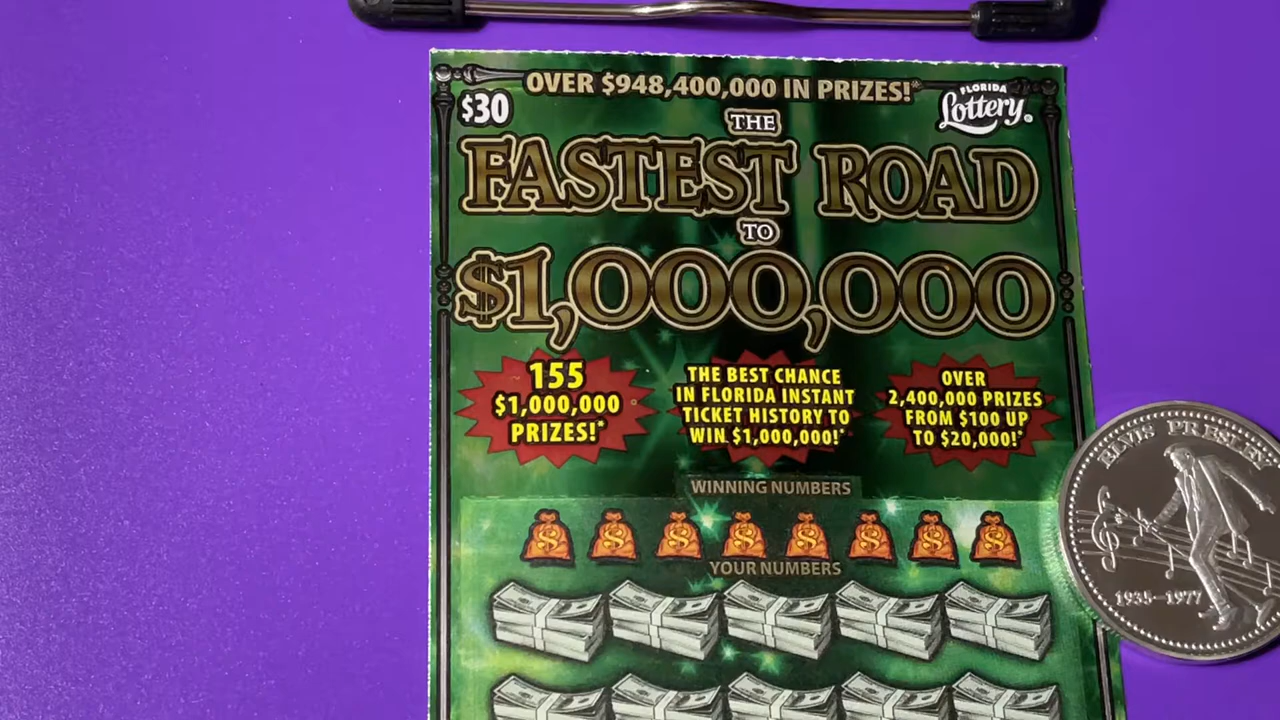 OVER $948,400,000 IN PRIZES!*
$30
FLORIDA
Lottery®
THE
FASTEST ROAD
TO
$1,000,000
155
$1,000,000
PRIZES!*
THE BEST CHANCE
IN FLORIDA INSTANT
TICKET HISTORY TO
WIN $1,000,000!*
OVER
2,400,000 PRIZES
FROM $100 UP
TO $20,000!*
WINNING NUMBERS
$ $ $ $ $ $ $ $
YOUR NUMBERS
ELVIS PRESLEY
1935-1977